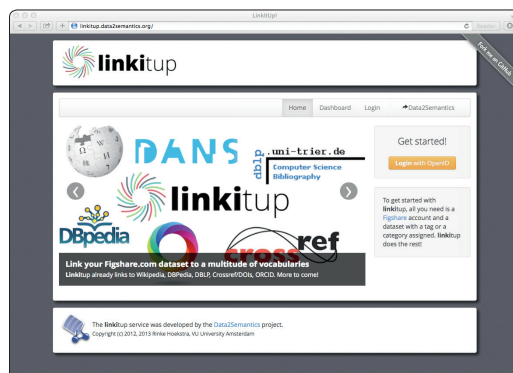 LinkItUp!
linkitup.data2semantics.org/
Reader
Fork me on GitHub
linkitup
Home Dashboard Login Data2Semantics
DANS
dblp.uni-trier.de
Computer Science
Bibliography
linkitup
DBpedia
crossref
Link your Figshare.com dataset to a multitude of vocabularies
Linkitup already links to Wikipedia, DBPedia, DBLP, Crossref/DOIs, ORCID. More to come!
Get started!
Login with OpenID
To get started with
linkitup, all you need is a
Figshare account and a
dataset with a tag or a
category assigned. linkitup
does the rest!
The linkitup service was developed by the Data2Semantics project.
Copyright (c) 2012, 2013 Rinke Hoekstra, VU University Amsterdam